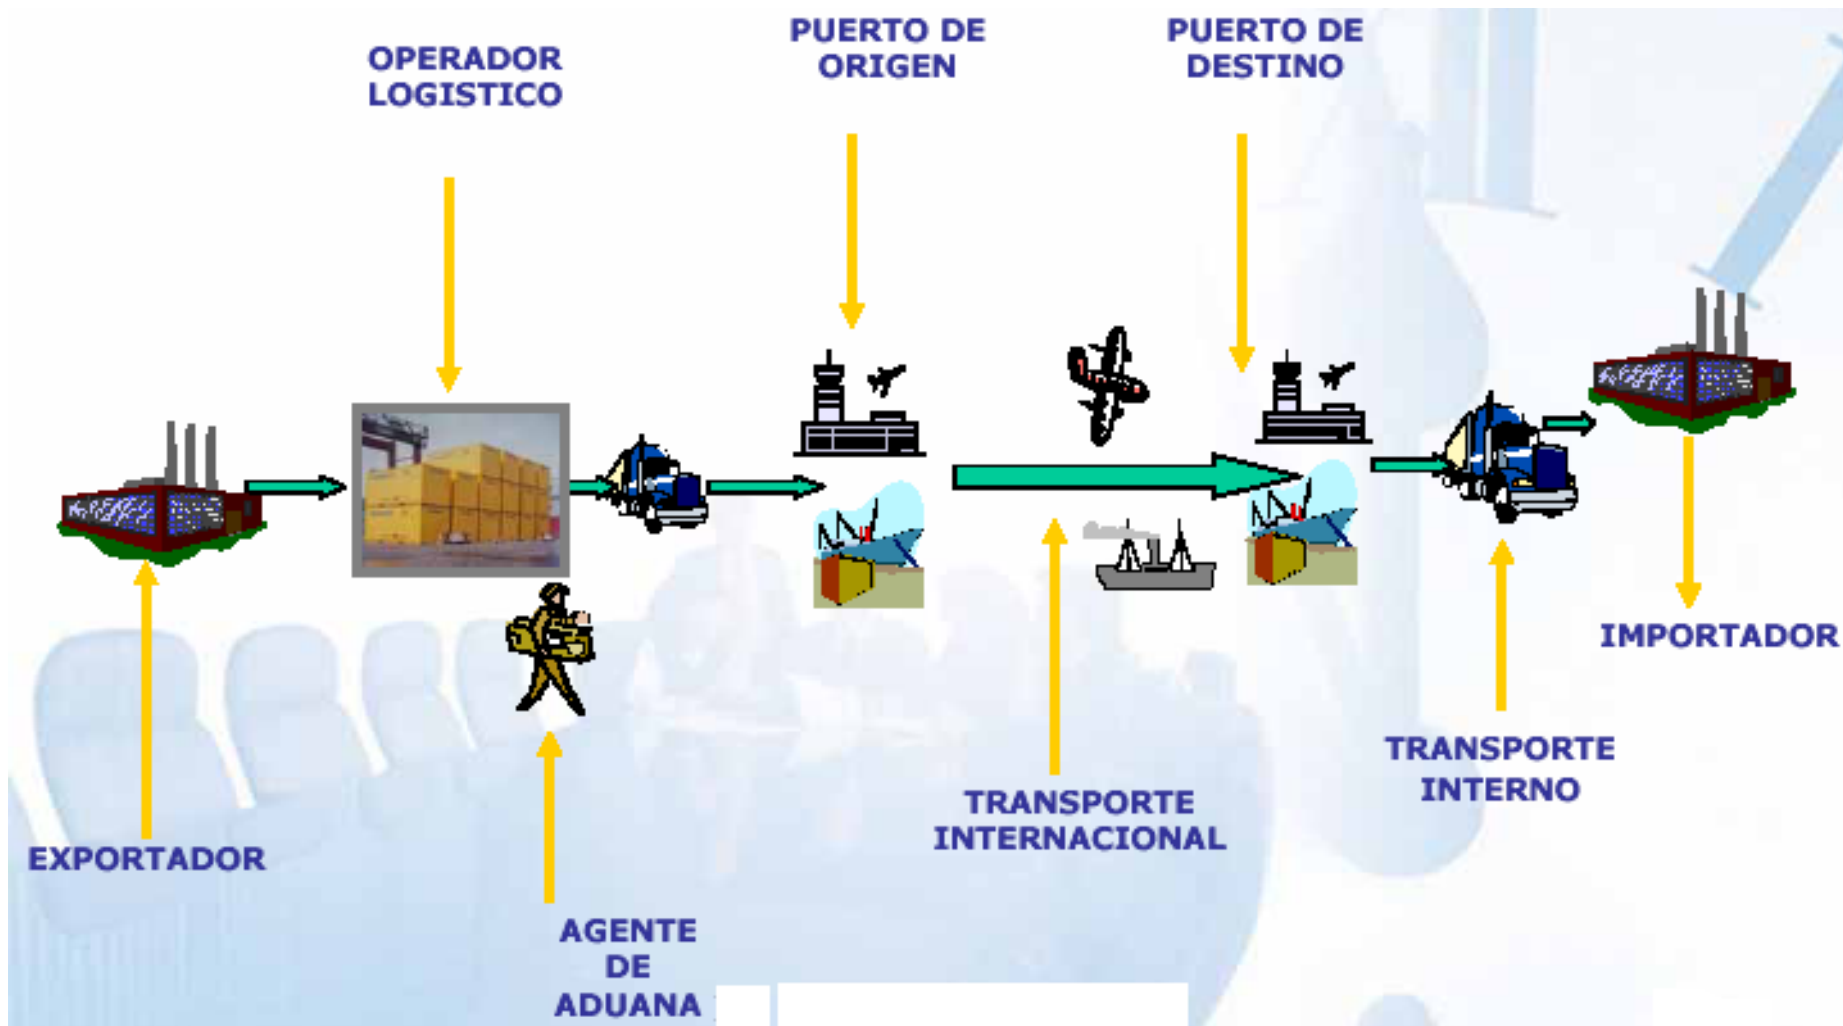 PUERTO DE
ORIGEN
PUERTO DE
DESTINO
OPERADOR
LOGISTICO
IMPORTADOR
TRANSPORTE
INTERNO
TRANSPORTE
INTERNACIONAL
EXPORTADOR
AGENTE
DE
ADUANA